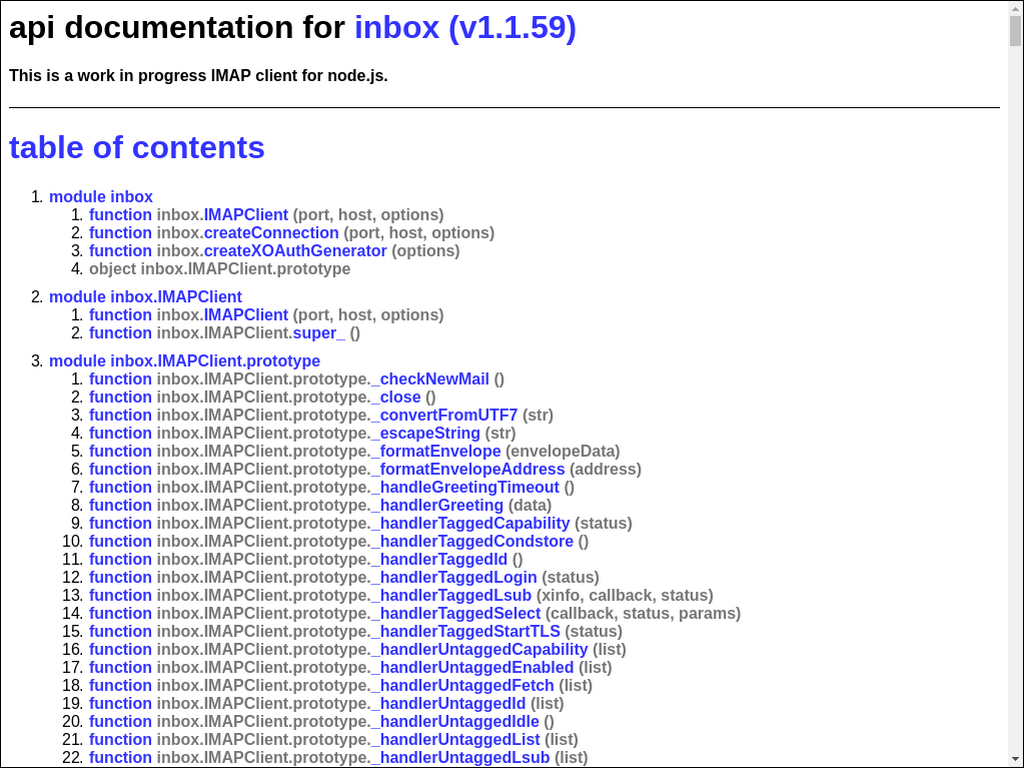 api documentation for inbox (v1.1.59)
This is a work in progress IMAP client for node.js.
table of contents
1. module inbox
1. function inbox.IMAPClient (port, host, options)
2. function inbox.createConnection (port, host, options)
3. function inbox.createXOAuthGenerator (options)
4. object inbox.IMAPClient.prototype
2. module inbox.IMAPClient
1. function inbox.IMAPClient (port, host, options)
2. function inbox.IMAPClient.super_ ()
3. module inbox.IMAPClient.prototype
1. function inbox.IMAPClient.prototype._checkNewMail ()
2. function inbox.IMAPClient.prototype._close ()
3. function inbox.IMAPClient.prototype._convertFromUTF7 (str)
4. function inbox.IMAPClient.prototype._escapeString (str)
5. function inbox.IMAPClient.prototype._formatEnvelope (envelopeData)
6. function inbox.IMAPClient.prototype._formatEnvelopeAddress (address)
7. function inbox.IMAPClient.prototype._handleGreetingTimeout ()
8. function inbox.IMAPClient.prototype._handlerGreeting (data)
9. function inbox.IMAPClient.prototype._handlerTaggedCapability (status)
10. function inbox.IMAPClient.prototype._handlerTaggedCondstore ()
11. function inbox.IMAPClient.prototype._handlerTaggedId ()
12. function inbox.IMAPClient.prototype._handlerTaggedLogin (status)
13. function inbox.IMAPClient.prototype._handlerTaggedLsub (xinfo, callback, status)
14. function inbox.IMAPClient.prototype._handlerTaggedSelect (callback, status, params)
15. function inbox.IMAPClient.prototype._handlerTaggedStartTLS (status)
16. function inbox.IMAPClient.prototype._handlerUntaggedCapability (list)
17. function inbox.IMAPClient.prototype._handlerUntaggedEnabled (list)
18. function inbox.IMAPClient.prototype._handlerUntaggedFetch (list)
19. function inbox.IMAPClient.prototype._handlerUntaggedId (list)
20. function inbox.IMAPClient.prototype._handlerUntaggedIdle ()
21. function inbox.IMAPClient.prototype._handlerUntaggedList (list)
22. function inbox.IMAPClient.prototype._handlerUntaggedLsub (list)